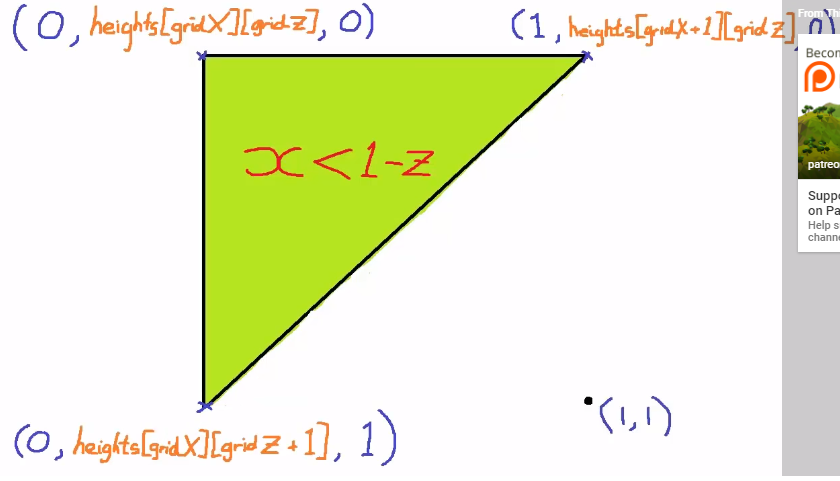 (0, heights[gridX][gridz], 0)
(1, heights[gridX+1][gridz], 0)
From Th
Becom
x < 1-z
patreo
Suppo
on Pa
Help s
chann
(1,1)
(0, heights[gridX][gridZ+1], 1)